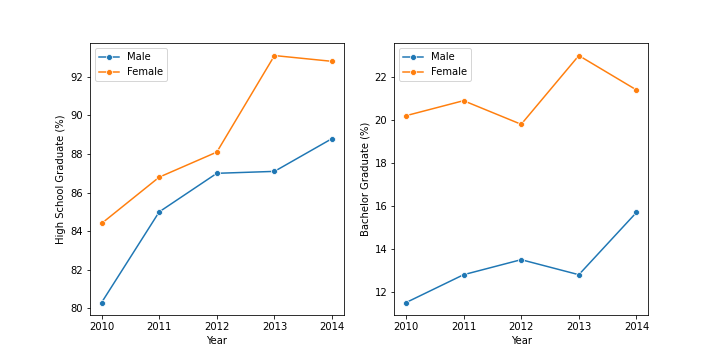 Male
Female
High School Graduate (%)
92
90
88
86
84
82
80
2010 2011 2012 2013 2014
Year
Male
Female
Bachelor Graduate (%)
22
20
18
16
14
12
2010 2011 2012 2013 2014
Year